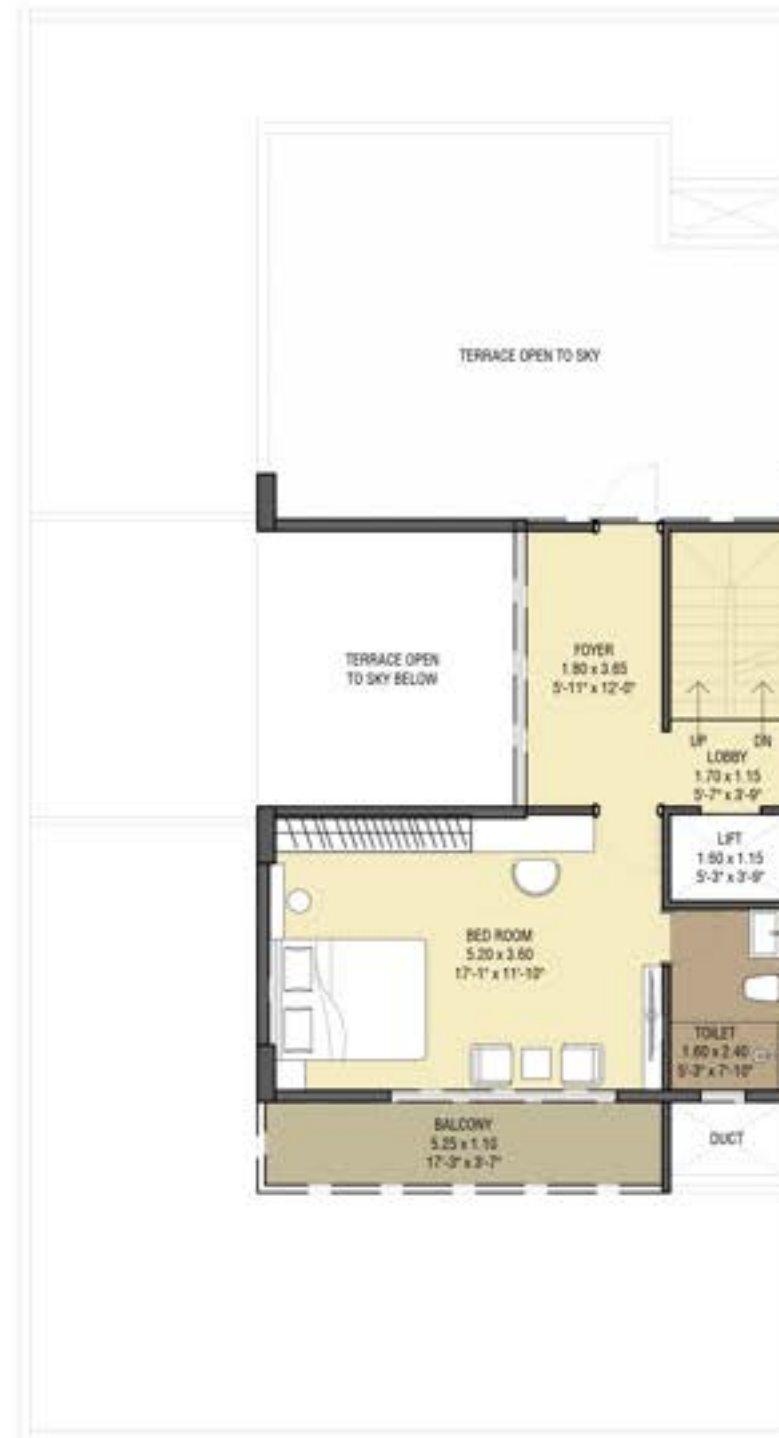 TERRACE OPEN TO SKY
TERRACE OPEN
TO SKY BELOW
FOYER
1.80 x 3.65
5'-11" x 12'-0"
UP
DN
LOBBY
1.70 x 1.15
5'-7" x 3'-9"
LIFT
1.60 x 1.15
5'-3" x 3'-9"
BED ROOM
5.20 x 3.60
17'-1" x 11'-10"
TOILET
1.60 x 2.40
5'-3" x 7'-10"
BALCONY
5.25 x 1.10
17'-3" x 3'-7"
DUCT